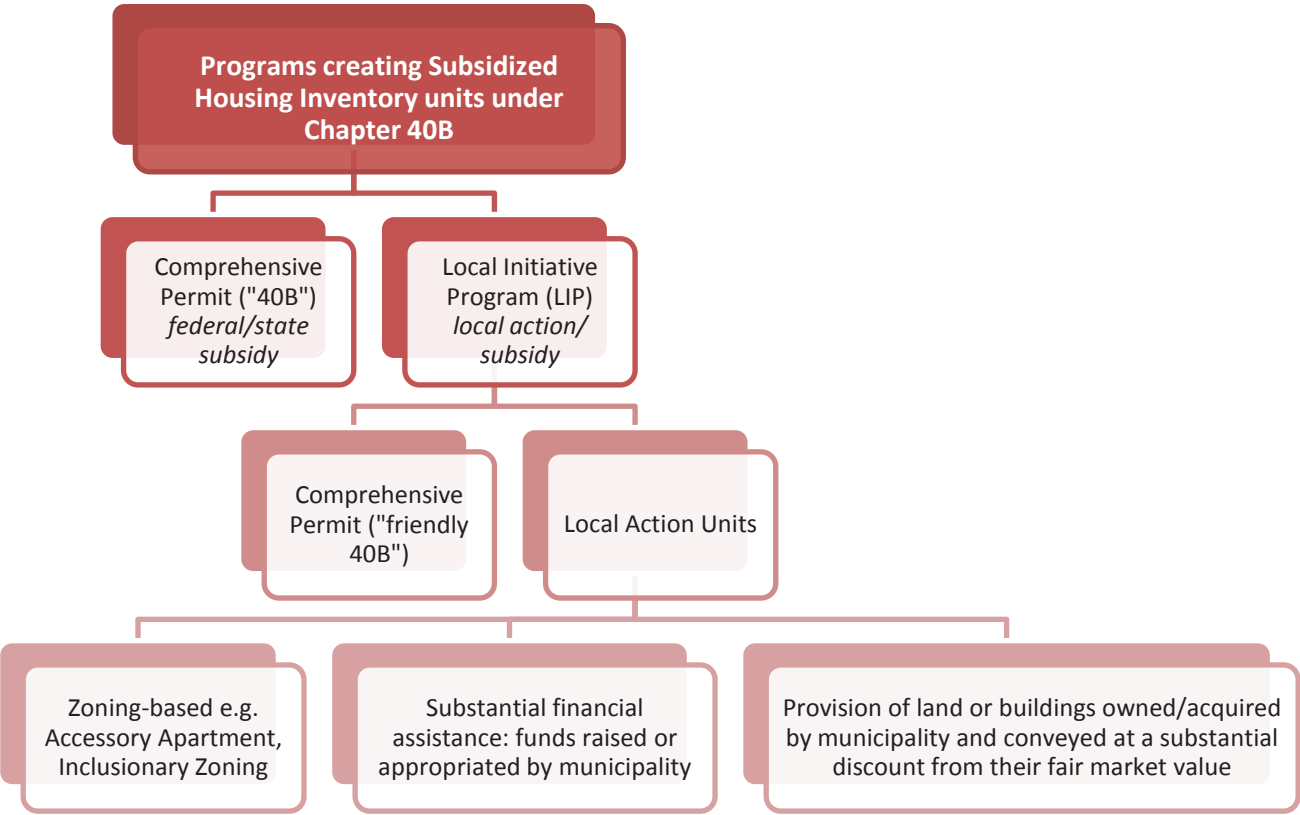 Programs creating Subsidized
Housing Inventory units under
Chapter 40B
Comprehensive
Permit ("40B")
federal/state
subsidy
Local Initiative
Program (LIP)
local action/
subsidy
Comprehensive
Permit ("friendly
40B")
Local Action Units
Zoning-based e.g.
Accessory Apartment,
Inclusionary Zoning
Substantial financial
assistance: funds raised or
appropriated by municipality
Provision of land or buildings owned/acquired
by municipality and conveyed at a substantial
discount from their fair market value